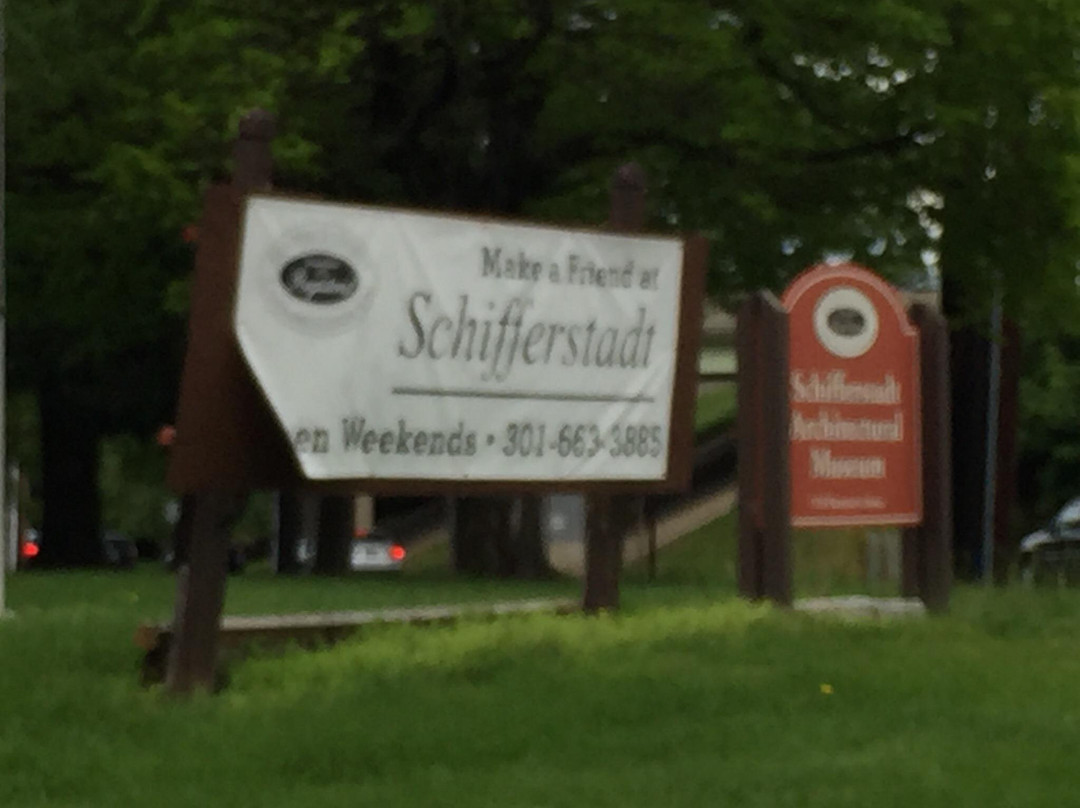 Make a Friend at
Schifferstadt
en Weekends • 301-663-3885
Schifferstadt
Architectural
Museum